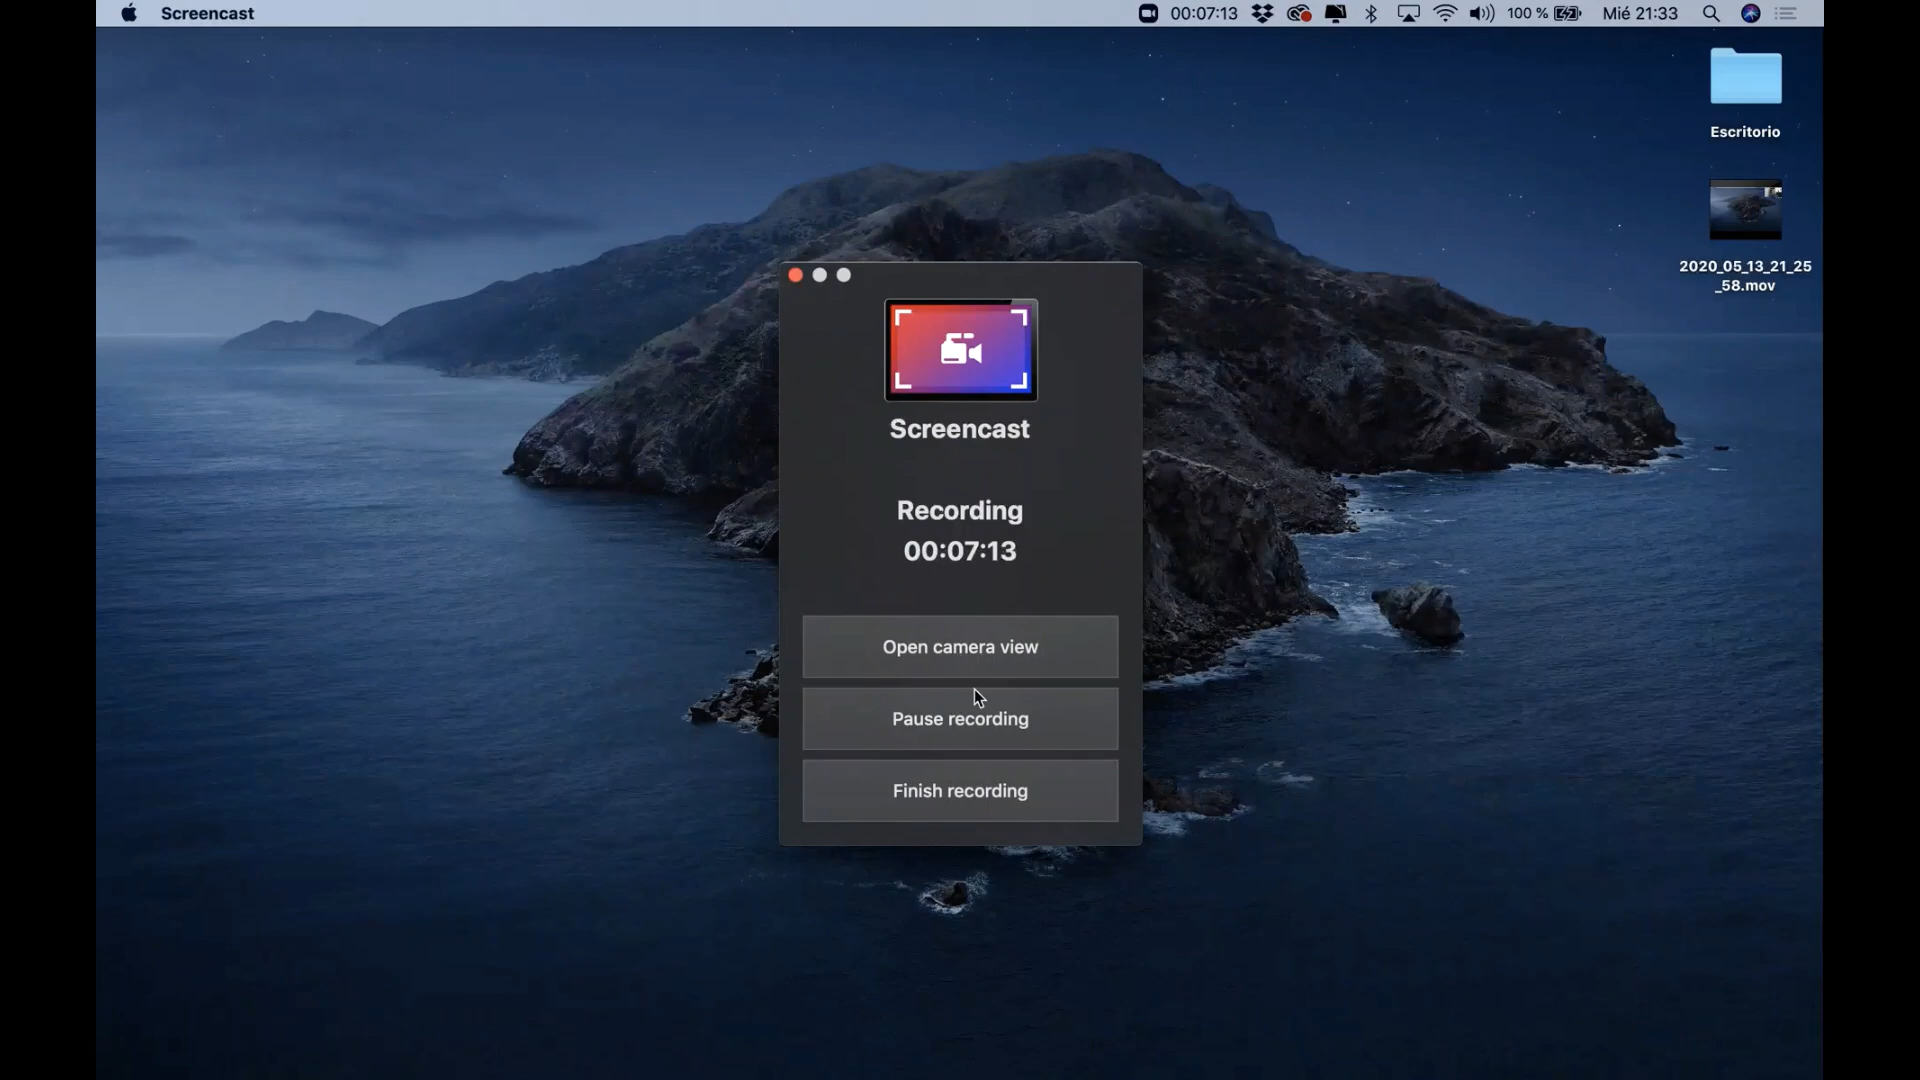 Screencast
00:07:13
100 %
Mié 21:33
Escritorio
2020_05_13_21_25
_58.mov
Screencast
Recording
00:07:13
Open camera view
Pause recording
Finish recording